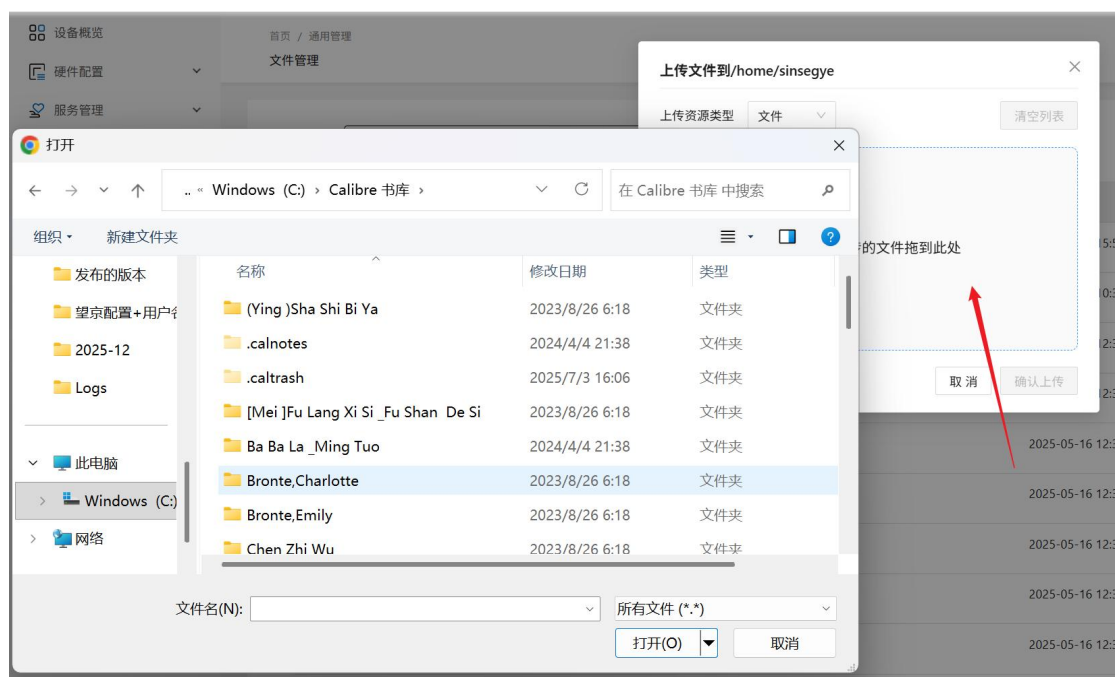 设备概览
首页 / 通用管理
文件管理
硬件配置
服务管理
上传文件到/home/sinsegye
上传资源类型 文件
清空列表
的文件拖到此处
取 消 确认上传
打开
.. « Windows (C:) › Calibre 书库 ›
在 Calibre 书库 中搜索
组织 新建文件夹
发布的版本
望京配置+用户
2025-12
Logs
此电脑
Windows (C:)
网络
名称 修改日期 类型
(Ying )Sha Shi Bi Ya 2023/8/26 6:18 文件夹
.calnotes 2024/4/4 21:38 文件夹
.caltrash 2025/7/3 16:06 文件夹
[Mei ]Fu Lang Xi Si _Fu Shan De Si 2023/8/26 6:18 文件夹
Ba Ba La _Ming Tuo 2024/4/4 21:38 文件夹
Bronte,Charlotte 2023/8/26 6:18 文件夹
Bronte,Emily 2023/8/26 6:18 文件夹
Chen Zhi Wu 2023/8/26 6:18 文件夹
文件名(N): 所有文件 (*.*)
打开(O) 取消
2025-05-16 12:3
2025-05-16 12:3
2025-05-16 12:3
2025-05-16 12:3
2025-05-16 12:3